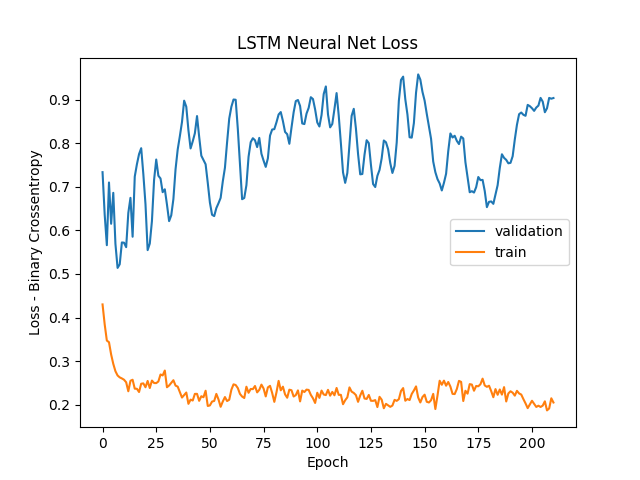 LSTM Neural Net Loss
Loss - Binary Crossentropy
0.9
0.8
0.7
0.6
0.5
0.4
0.3
0.2
validation
train
0 25 50 75 100 125 150 175 200
Epoch